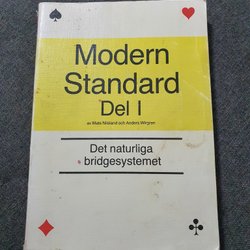 Modern
Standard
Del I
av Mats Nilsland och Anders Wirgren
Det naturliga
bridgesystemet